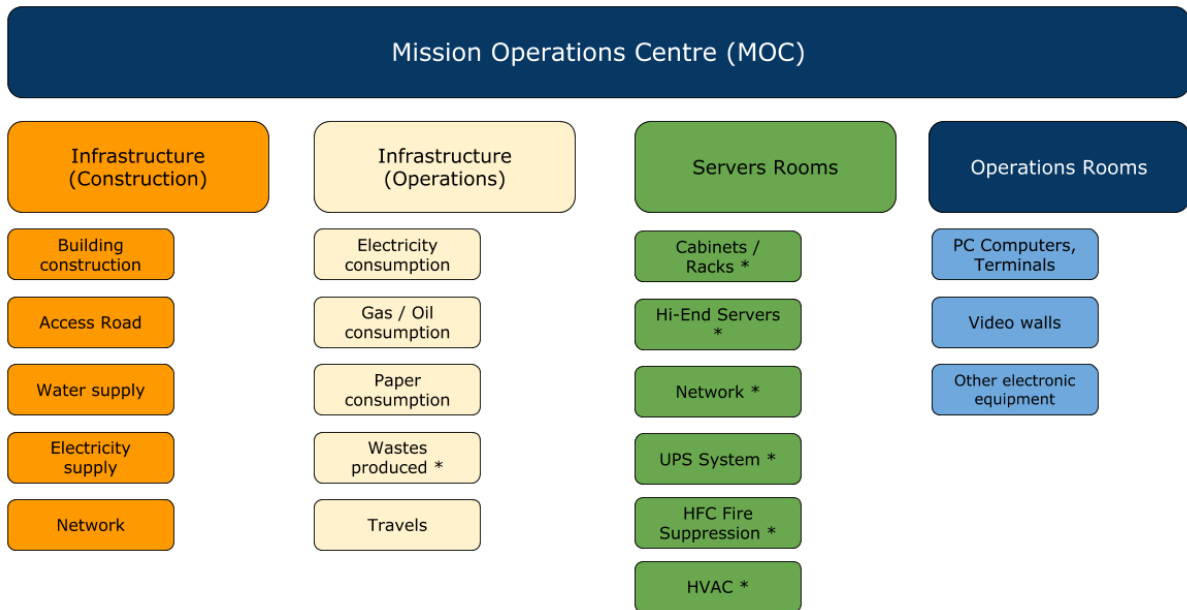 Mission Operations Centre (MOC)
Infrastructure
(Construction)
Building
construction
Access Road
Water supply
Electricity
supply
Network
Infrastructure
(Operations)
Electricity
consumption
Gas / Oil
consumption
Paper
consumption
Wastes
produced *
Travels
Servers Rooms
Cabinets /
Racks *
Hi-End Servers
*
Network *
UPS System *
HFC Fire
Suppression *
HVAC *
Operations Rooms
PC Computers,
Terminals
Video walls
Other electronic
equipment